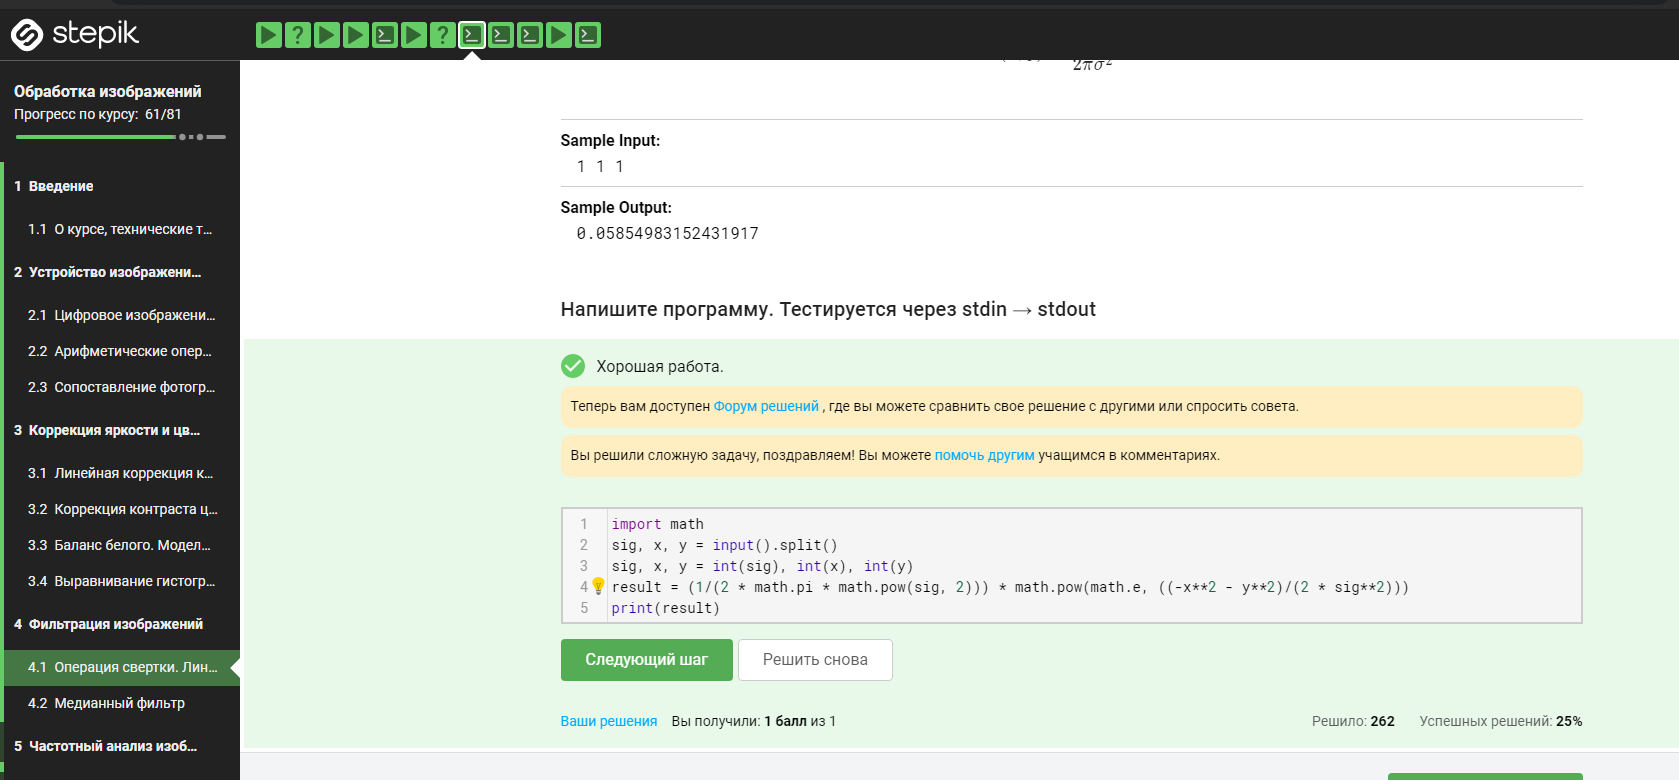 stepik
Обработка изображений
Прогресс по курсу: 61/81
1 Введение
1.1 О курсе, технические т...
2 Устройство изображени...
2.1 Цифровое изображени...
2.2 Арифметические опер...
2.3 Сопоставление фотогр...
3 Коррекция яркости и цв...
3.1 Линейная коррекция к...
3.2 Коррекция контраста ц...
3.3 Баланс белого. Модел...
3.4 Выравнивание гистогр...
4 Фильтрация изображений
4.1 Операция свертки. Лин...
4.2 Медианный фильтр
5 Частотный анализ изоб...
2πσ²
Sample Input:
1 1 1
Sample Output:
0.05854983152431917
Напишите программу. Тестируется через stdin → stdout
Хорошая работа.
Теперь вам доступен Форум решений , где вы можете сравнить свое решение с другими или спросить совета.
Вы решили сложную задачу, поздравляем! Вы можете помочь другим учащимся в комментариях.
1 import math
2 sig, x, y = input().split()
3 sig, x, y = int(sig), int(x), int(y)
4 result = (1/(2 * math.pi * math.pow(sig, 2))) * math.pow(math.e, ((-x**2 - y**2)/(2 * sig**2)))
5 print(result)
Следующий шаг
Решить снова
Ваши решения Вы получили: 1 балл из 1
Решило: 262 Успешных решений: 25%